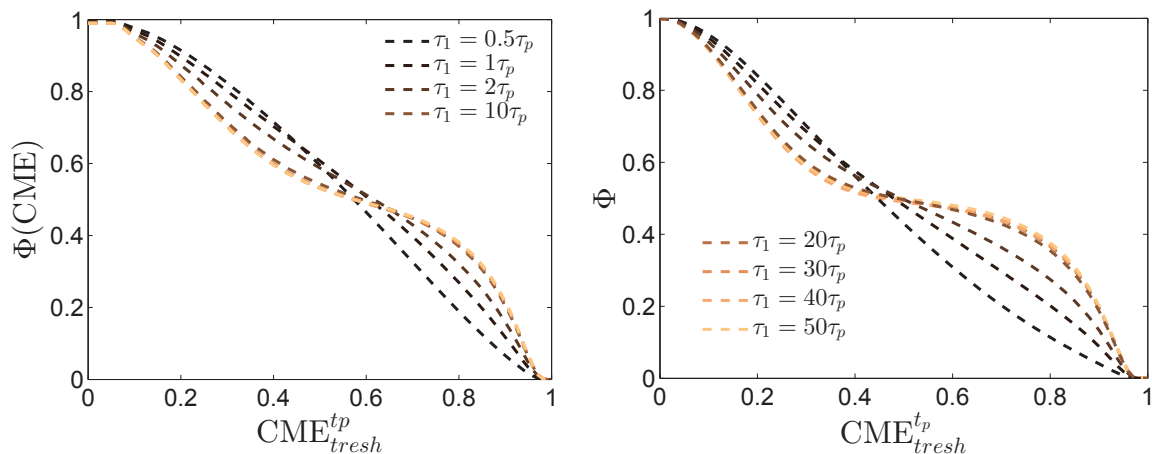 1
0.8
0.6
0.4
0.2
0
Φ(CME)
τ₁ = 0.5τₚ
τ₁ = 1τₚ
τ₁ = 2τₚ
τ₁ = 10τₚ
0 0.2 0.4 0.6 0.8 1
CME^{tp}_{tresh}
1
0.8
0.6
0.4
0.2
0
Φ
τ₁ = 20τₚ
τ₁ = 30τₚ
τ₁ = 40τₚ
τ₁ = 50τₚ
0 0.2 0.4 0.6 0.8 1
CME^{t_p}_{tresh}